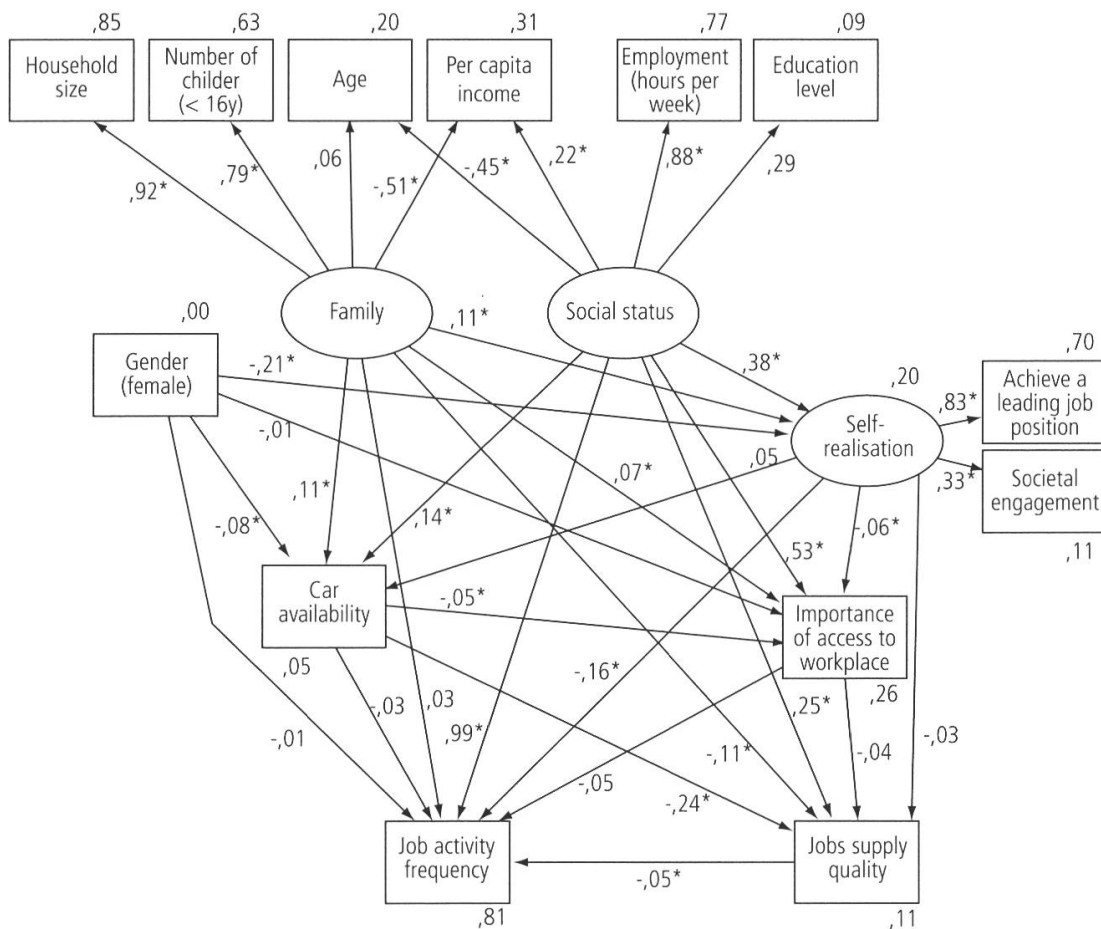 ,85
,63
,20
,31
,77
,09
Household
size
Number of
childer
(< 16y)
Age
Per capita
income
Employment
(hours per
week)
Education
level
,92*
,79*
,06
-,51*
-,45*
,22*
,88*
,29
Family
Social status
,00
Gender
(female)
-,21*
,11*
,38*
,20
,70
Self-
realisation
,83*
Achieve a
leading job
position
,33*
Societal
engagement
,11
-,01
,07*
,05
-,08*
,11*
,14*
,53*
-,06*
Car
availability
,05
-,05*
Importance
of access to
workplace
,26
-,01
-,03
,03
,99*
-,16*
-,05
-,24*
-,11*
,25*
-,04
-,03
Job activity
frequency
,81
-,05*
Jobs supply
quality
,11